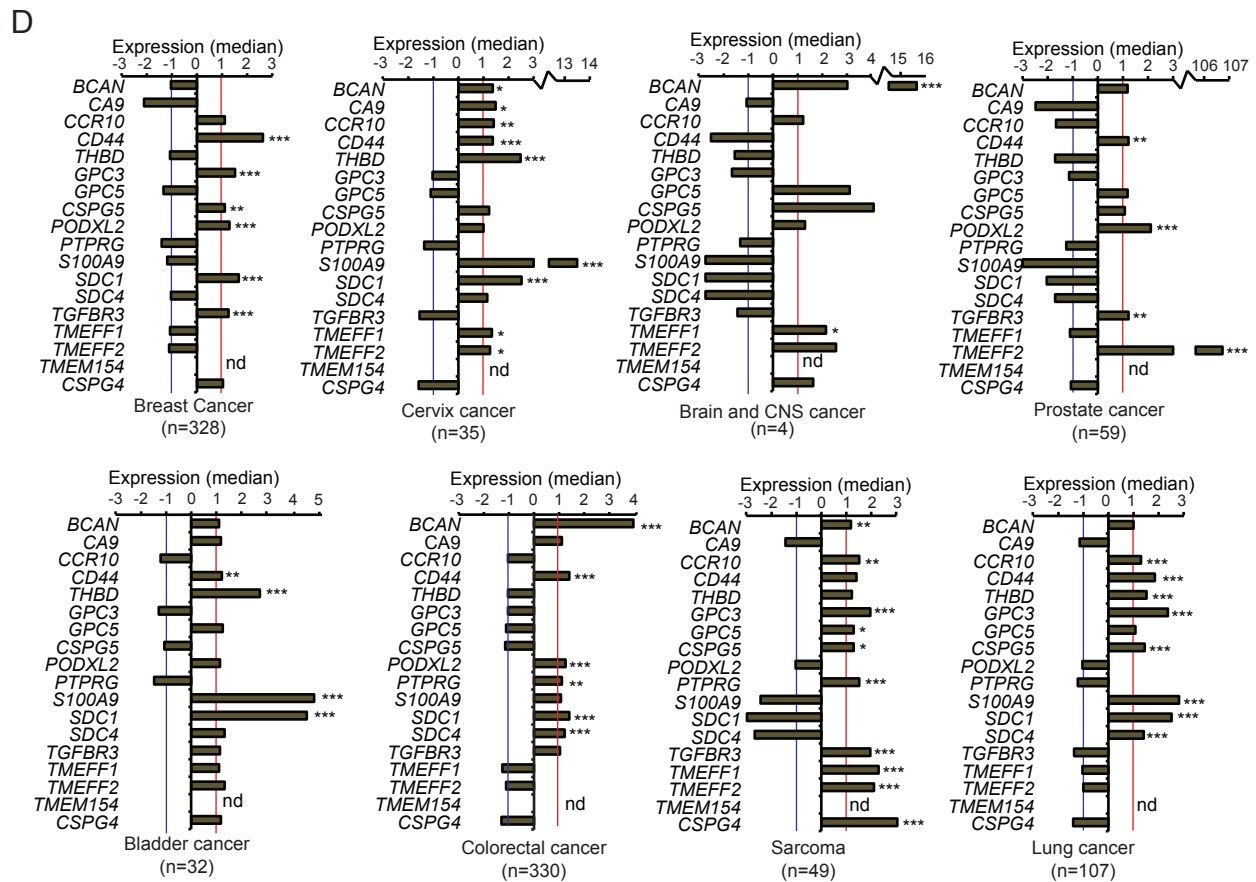 D
Expression (median)
-3 -2 -1 0 1 2 3
BCAN
CA9
CCR10
CD44 ***
THBD
GPC3 ***
GPC5
CSPG5 **
PODXL2 ***
PTPRG
S100A9
SDC1 ***
SDC4
TGFBR3 ***
TMEFF1
TMEFF2
TMEM154 nd
CSPG4
Breast Cancer
(n=328)
Expression (median)
-3 -2 -1 0 1 2 3 13 14
BCAN *
CA9 *
CCR10 **
CD44 ***
THBD ***
GPC3
GPC5
CSPG5
PODXL2
PTPRG
S100A9 ***
SDC1 ***
SDC4
TGFBR3
TMEFF1 *
TMEFF2 *
TMEM154 nd
CSPG4
Cervix cancer
(n=35)
Expression (median)
-3 -2 -1 0 1 2 3 4 15 16
BCAN ***
CA9
CCR10
CD44
THBD
GPC3
GPC5
CSPG5
PODXL2
PTPRG
S100A9
SDC1
SDC4
TGFBR3
TMEFF1 *
TMEFF2
TMEM154 nd
CSPG4
Brain and CNS cancer
(n=4)
Expression (median)
-3 -2 -1 0 1 2 3 106 107
BCAN
CA9
CCR10
CD44 **
THBD
GPC3
GPC5
CSPG5
PODXL2 ***
PTPRG
S100A9
SDC1
SDC4
TGFBR3 **
TMEFF1
TMEFF2 ***
TMEM154 nd
CSPG4
Prostate cancer
(n=59)
Expression (median)
-3 -2 -1 0 1 2 3 4 5
BCAN
CA9
CCR10
CD44 **
THBD ***
GPC3
GPC5
CSPG5
PODXL2
PTPRG
S100A9 ***
SDC1 ***
SDC4
TGFBR3
TMEFF1
TMEFF2
TMEM154 nd
CSPG4
Bladder cancer
(n=32)
Expression (median)
-3 -2 -1 0 1 2 3 4
BCAN ***
CA9
CCR10
CD44 ***
THBD
GPC3
GPC5
CSPG5
PODXL2 ***
PTPRG **
S100A9
SDC1 ***
SDC4 ***
TGFBR3
TMEFF1
TMEFF2
TMEM154 nd
CSPG4
Colorectal cancer
(n=330)
Expression (median)
-3 -2 -1 0 1 2 3
BCAN **
CA9
CCR10 **
CD44
THBD
GPC3 ***
GPC5 *
CSPG5 *
PODXL2
PTPRG ***
S100A9
SDC1
SDC4
TGFBR3 ***
TMEFF1 ***
TMEFF2 ***
TMEM154 nd
CSPG4 ***
Sarcoma
(n=49)
Expression (median)
-3 -2 -1 0 1 2 3
BCAN
CA9
CCR10 ***
CD44 ***
THBD ***
GPC3 ***
GPC5
CSPG5 ***
PODXL2
PTPRG
S100A9 ***
SDC1 ***
SDC4 ***
TGFBR3
TMEFF1
TMEFF2
TMEM154 nd
CSPG4
Lung cancer
(n=107)